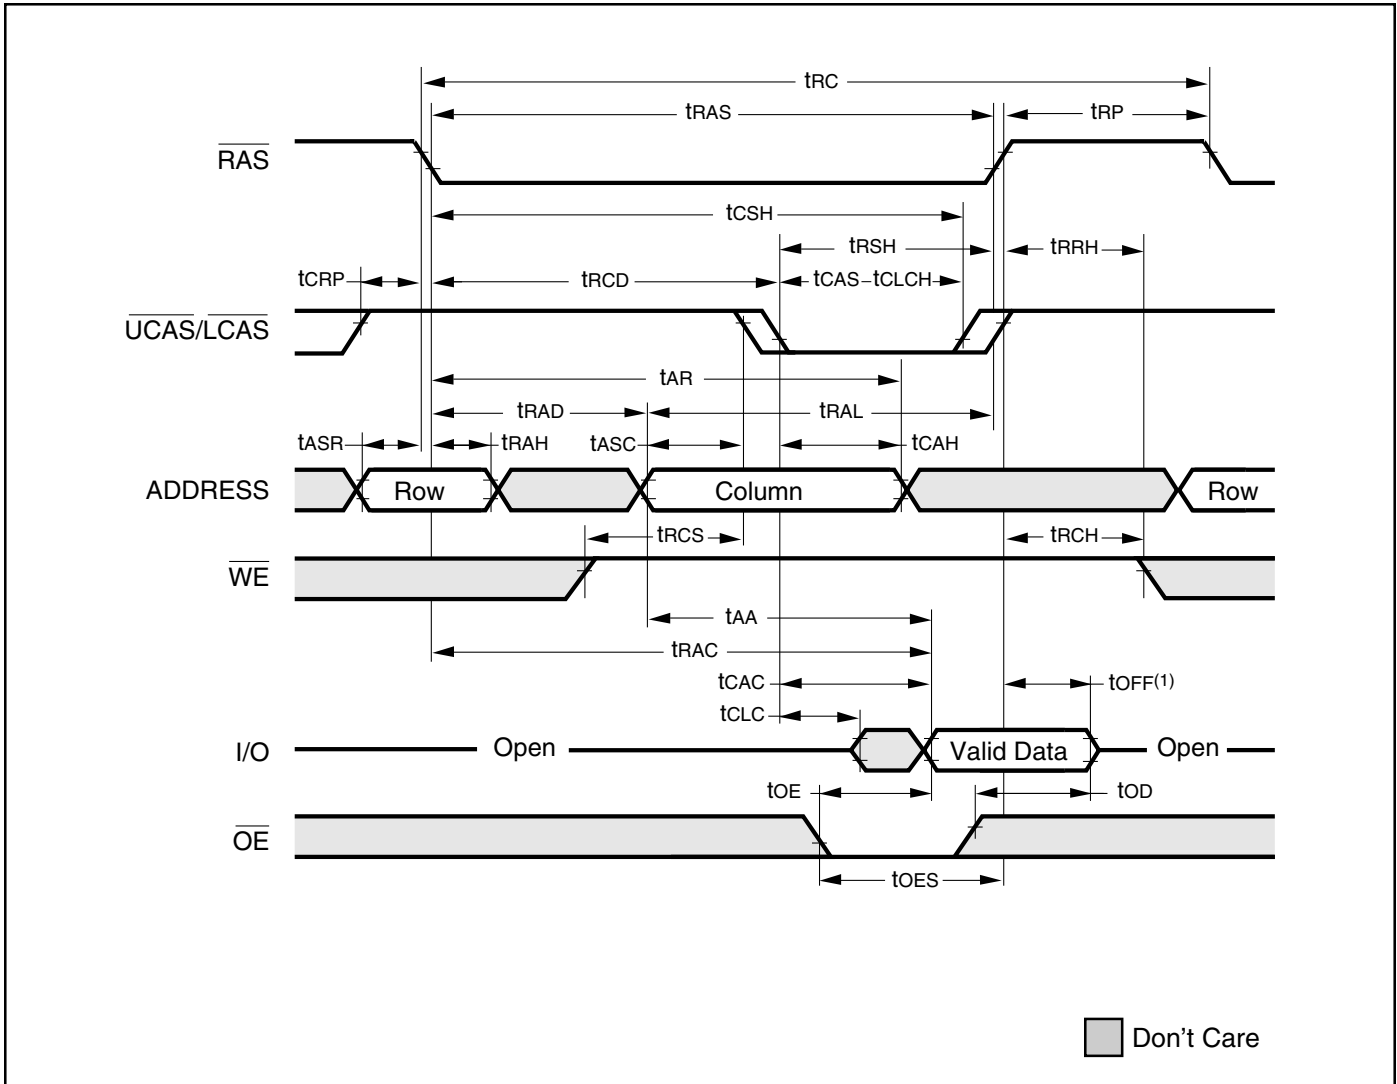 tRC
tRAS
tRP
RAS
tCSH
tRSH
tRRH
tCRP
tRCD
tCAS
tCLCH
UCAS/LCAS
tAR
tRAD
tRAL
tASR
tRAH
tASC
tCAH
ADDRESS
Row
Column
Row
tRCS
tRCH
WE
tAA
tRAC
tCAC
tOFF(1)
tCLC
I/O
Open
Valid Data
Open
tOE
tOD
OE
tOES
Don't Care